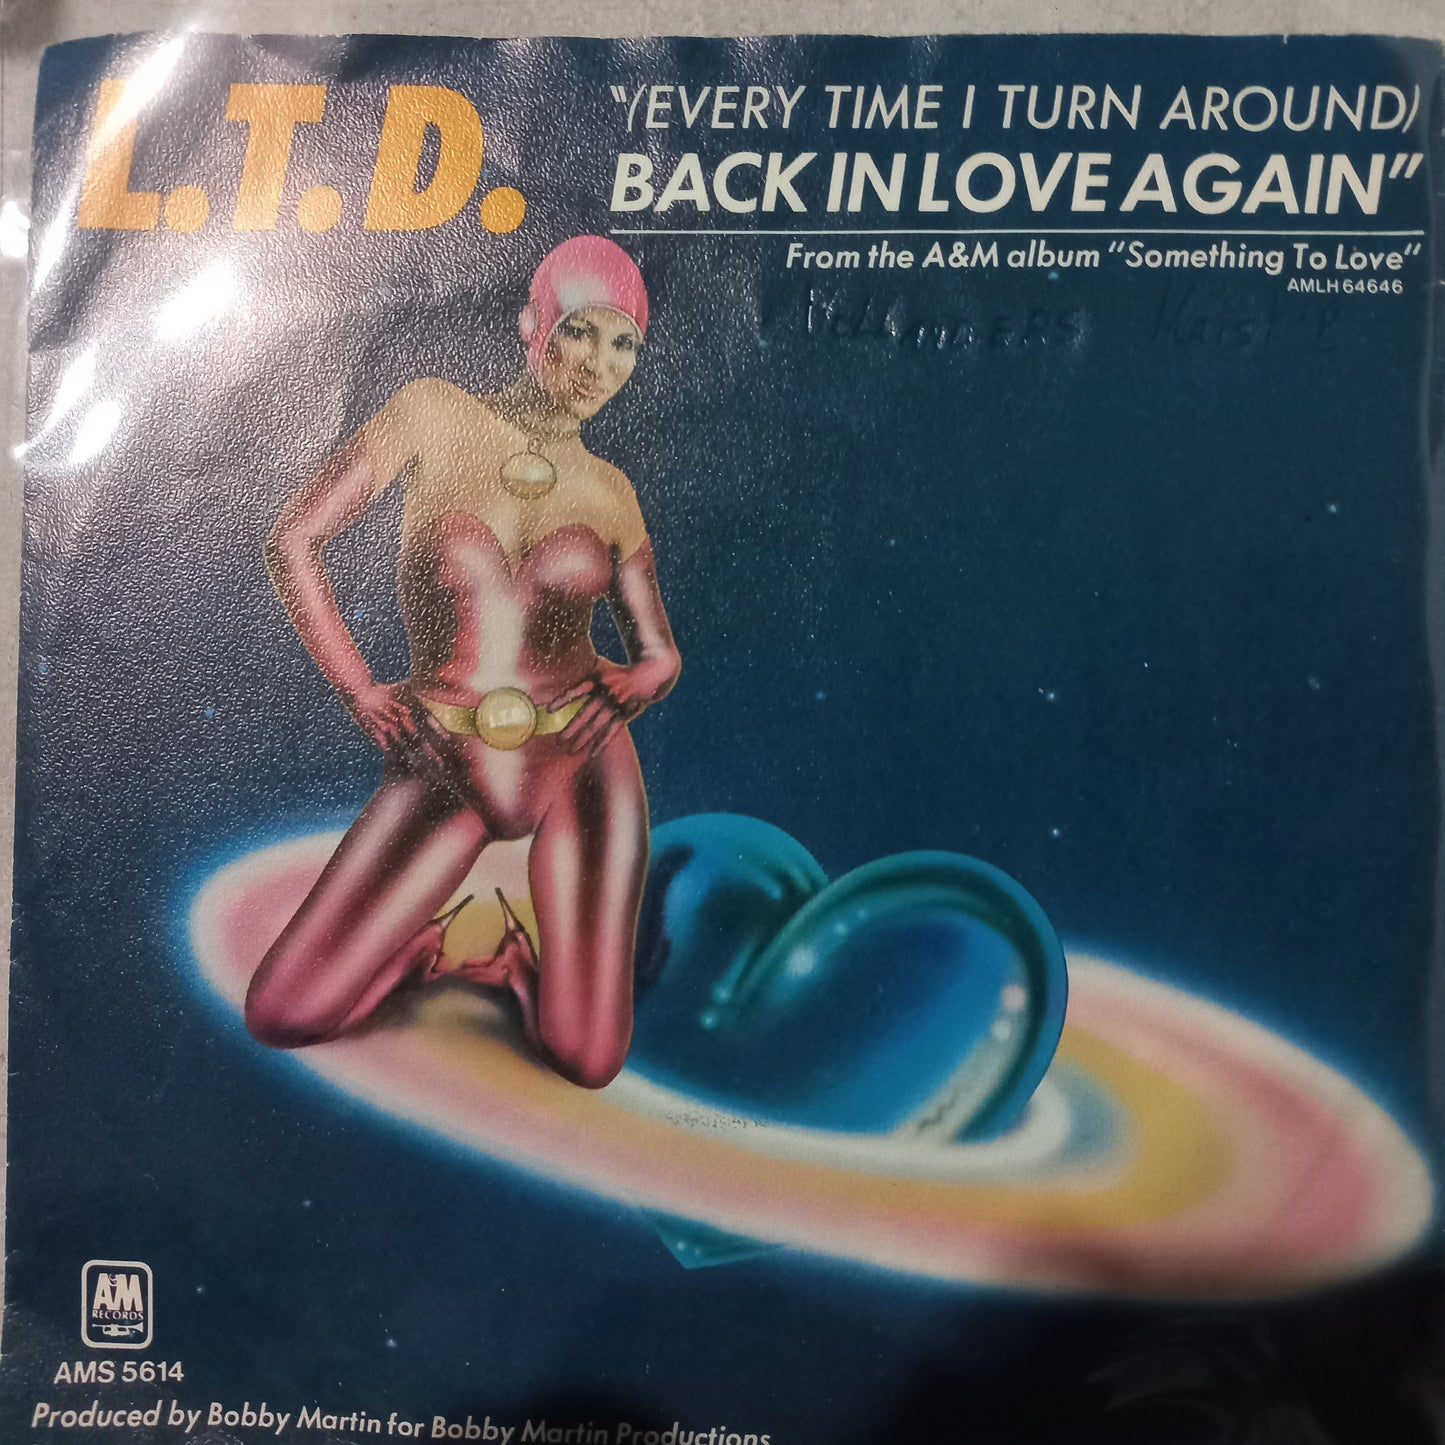 L.T.D.
"(EVERY TIME I TURN AROUND)
BACK IN LOVE AGAIN"
From the A&M album "Something To Love"
AMLH 64646
A&M
RECORDS
AMS 5614
Produced by Bobby Martin for Bobby Martin Productions